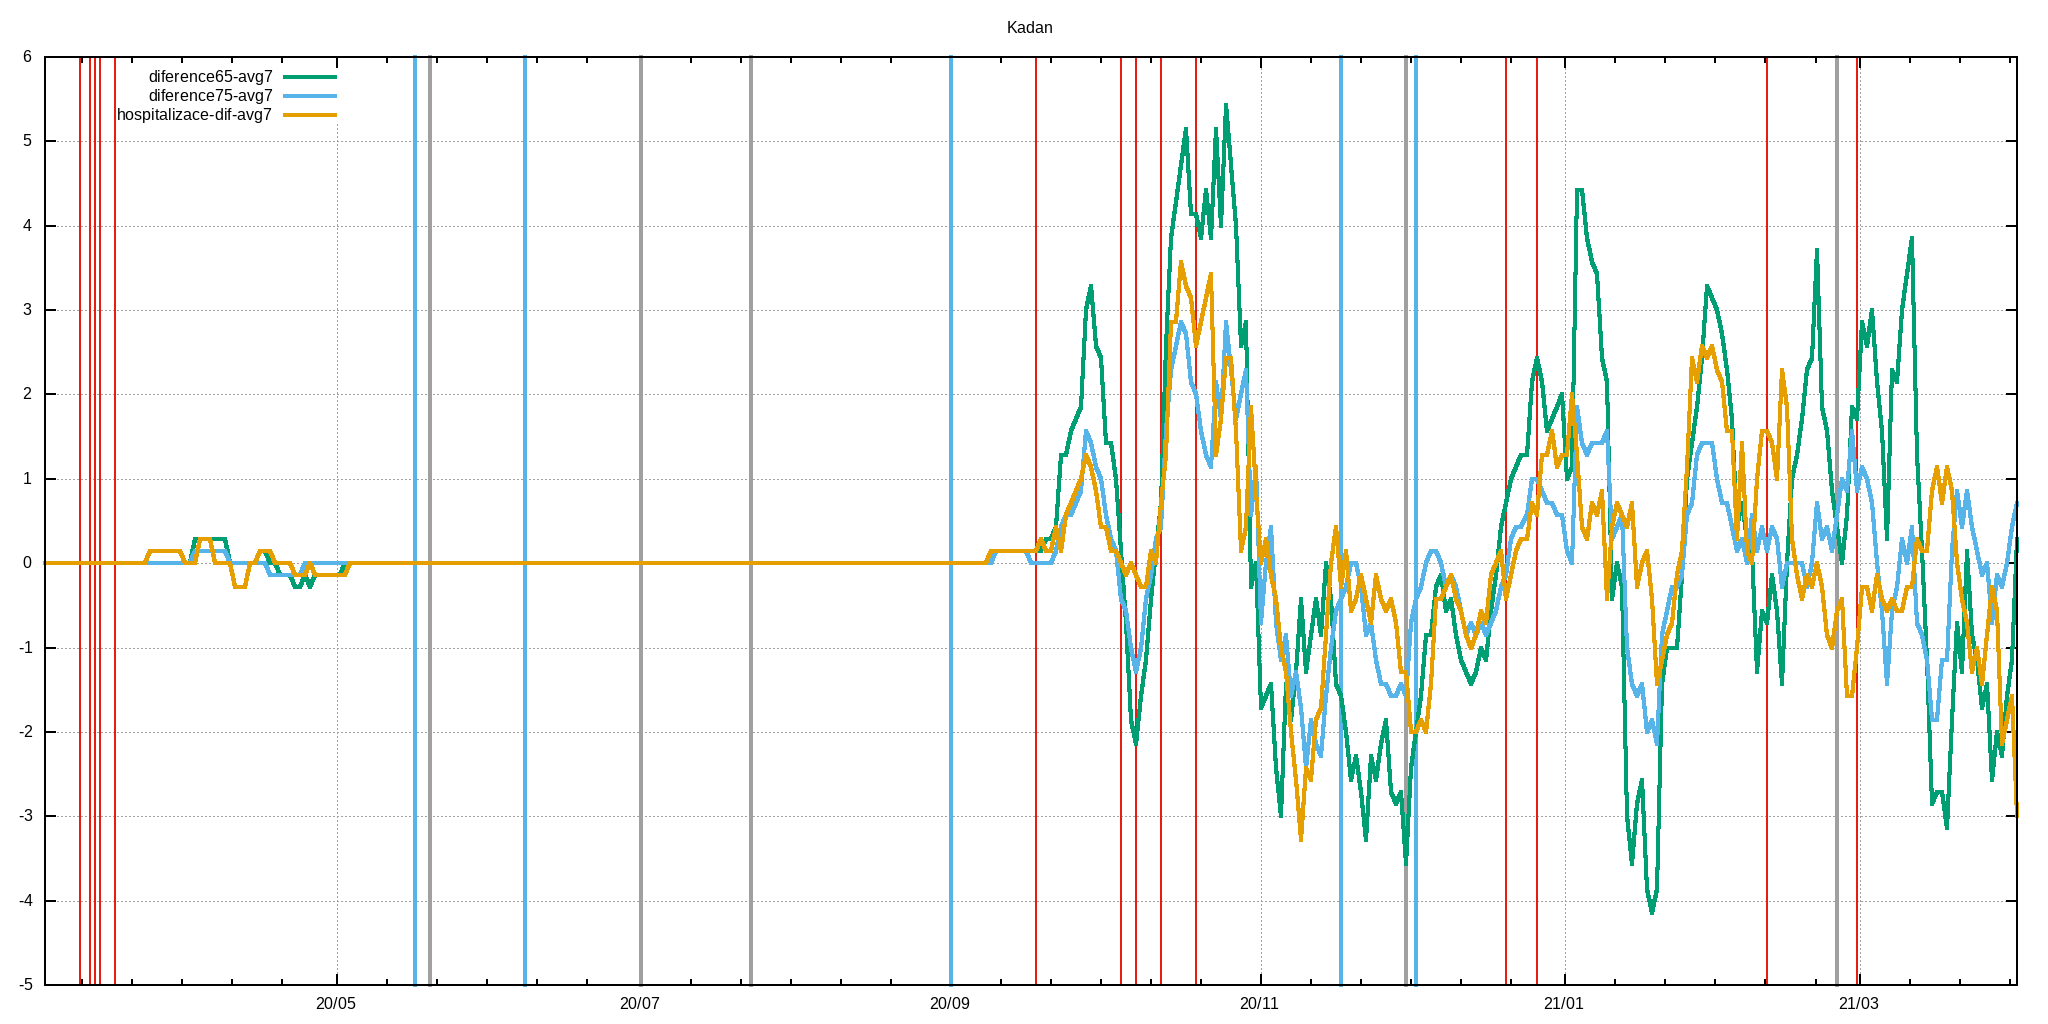 Kadan
6
diference65-avg7
diference75-avg7
hospitalizace-dif-avg7
5
4
3
2
1
0
-1
-2
-3
-4
-5
20/05 20/07 20/09 20/11 21/01 21/03